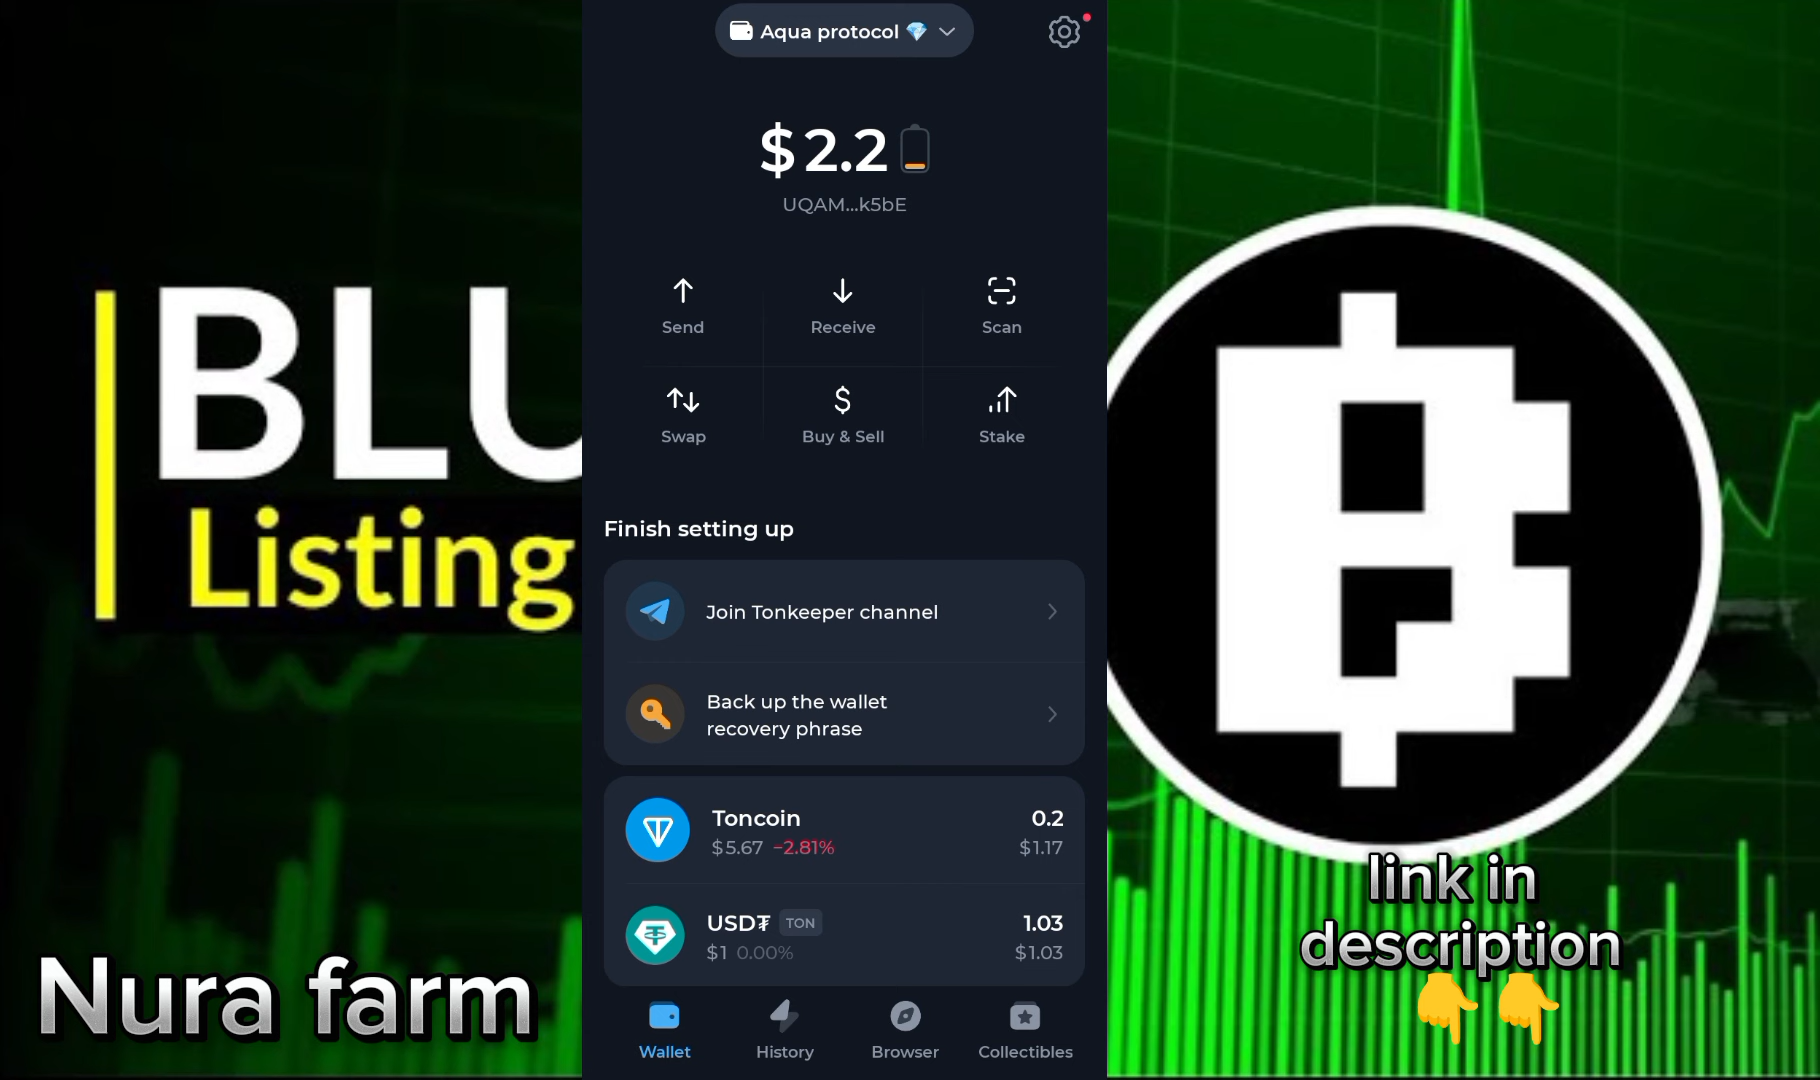 Aqua protocol 💎
$2.2
UQAM...k5bE
Send
Receive
Scan
Swap
Buy & Sell
Stake
BLU
Listing
Finish setting up
Join Tonkeeper channel
Back up the wallet
recovery phrase
Toncoin 0.2
$5.67 −2.81% $1.17
USD₮ TON 1.03
$1 0.00% $1.03
Wallet
History
Browser
Collectibles
Nura farm
link in
description
👇👇